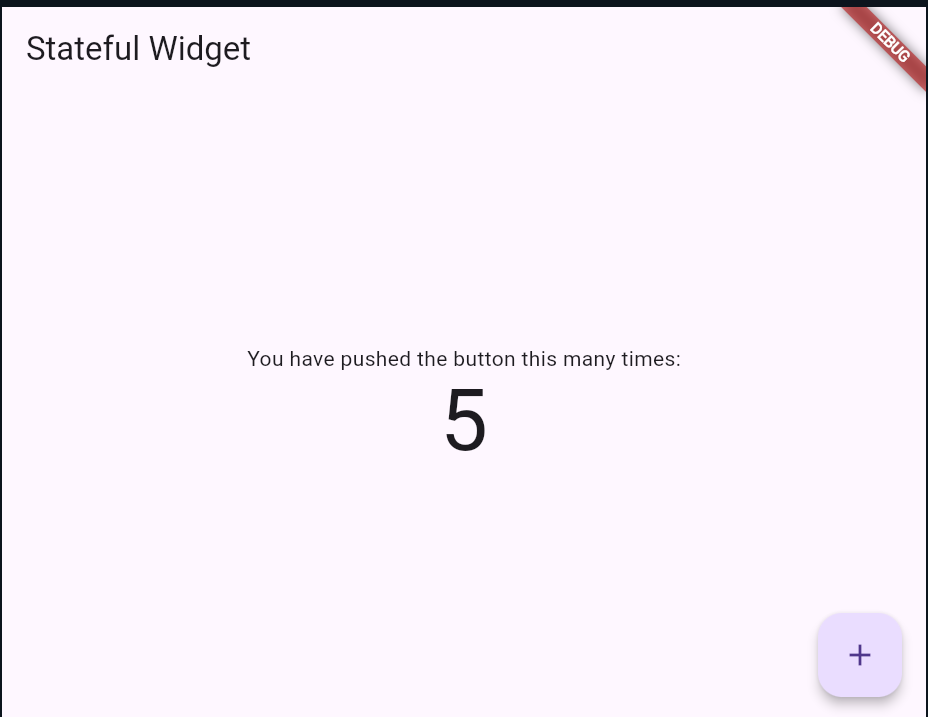 Stateful Widget
DEBUG
You have pushed the button this many times:
5
+